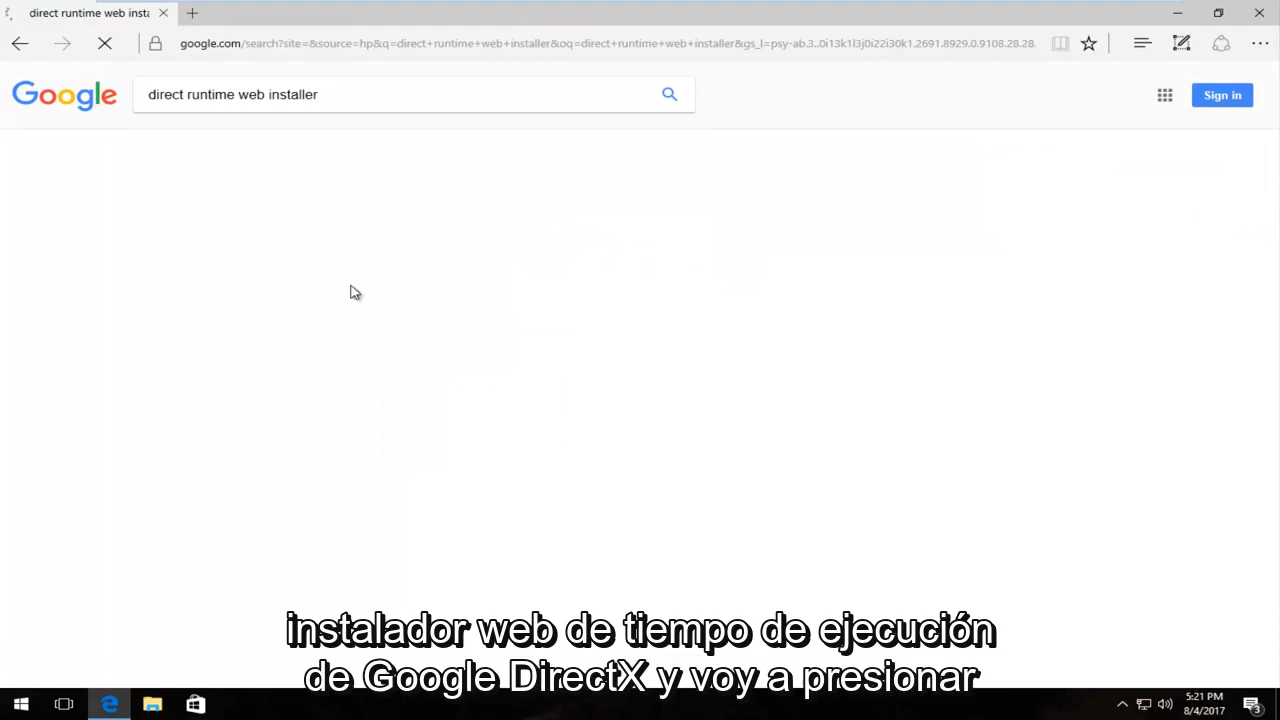 direct runtime web insta
google.com/search?site=&source=hp&q=direct+runtime+web+installer&oq=direct+runtime+web+installer&gs_l=psy-ab.3..0i13k1l3j0i22i30k1.2691.8929.0.9108.28.28.
Google
direct runtime web installer
Sign in
instalador web de tiempo de ejecución
de Google DirectX y voy a presionar
5:21 PM
8/4/2017
3